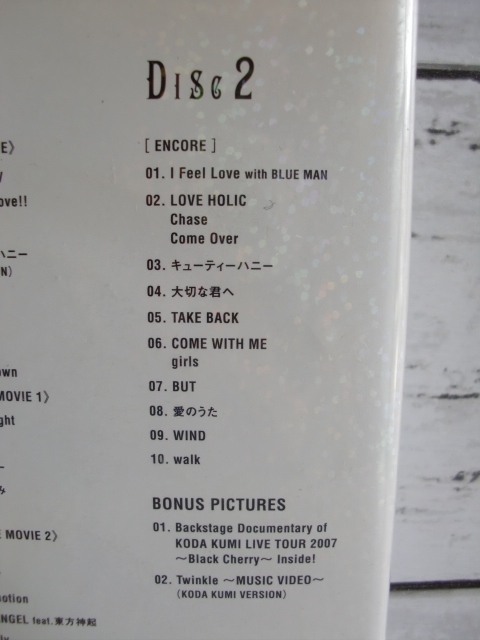 Disc 2
[ ENCORE ]
01. I Feel Love with BLUE MAN
02. LOVE HOLIC
Chase
Come Over
03. キューティーハニー
04. 大切な君へ
05. TAKE BACK
06. COME WITH ME
girls
07. BUT
08. 愛のうた
09. WIND
10. walk
BONUS PICTURES
01. Backstage Documentary of
KODA KUMI LIVE TOUR 2007
～Black Cherry～ Inside!
02. Twinkle ～MUSIC VIDEO～
(KODA KUMI VERSION)
E》
y
ove!!
ハニー
N)
own
MOVIE 1》
ght
ー
み
E MOVIE 2》
notion
NGEL feat.東方神起